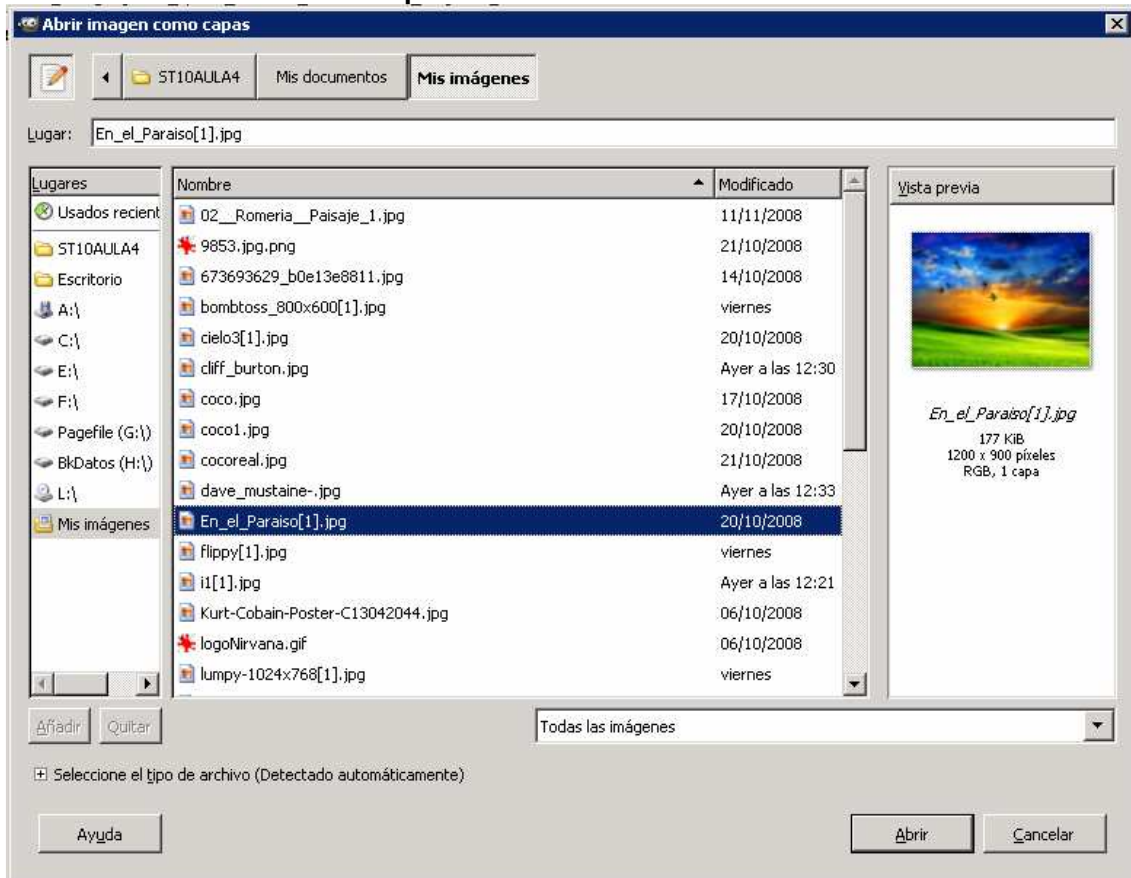 Abrir imagen como capas
ST10AULA4 Mis documentos Mis imágenes
Lugar: En_el_Paraiso[1].jpg
Lugares
Usados recient
ST10AULA4
Escritorio
A:\
C:\
E:\
F:\
Pagefile (G:\)
BkDatos (H:\)
L:\
Mis imágenes
Nombre Modificado
02__Romeria__Paisaje_1.jpg 11/11/2008
9853.jpg.png 21/10/2008
673693629_b0e13e8811.jpg 14/10/2008
bombtoss_800x600[1].jpg viernes
cielo3[1].jpg 20/10/2008
cliff_burton.jpg Ayer a las 12:30
coco.jpg 17/10/2008
coco1.jpg 20/10/2008
cocoreal.jpg 21/10/2008
dave_mustaine-.jpg Ayer a las 12:33
En_el_Paraiso[1].jpg 20/10/2008
flippy[1].jpg viernes
i1[1].jpg Ayer a las 12:21
Kurt-Cobain-Poster-C13042044.jpg 06/10/2008
logoNirvana.gif 06/10/2008
lumpy-1024x768[1].jpg viernes
Vista previa
En_el_Paraiso[1].jpg
177 KiB
1200 x 900 píxeles
RGB, 1 capa
Añadir Quitar
Todas las imágenes
Seleccione el tipo de archivo (Detectado automáticamente)
Ayuda Abrir Cancelar